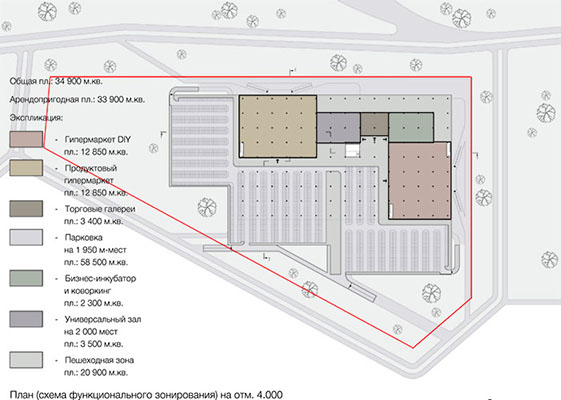 Общая пл.: 34 900 м.кв.
Арендопригодная пл.: 33 900 м.кв.
Экспликация:
- Гипермаркет DIY
пл.: 12 850 м.кв.
- Продуктовый
гипермаркет
пл.: 12 850 м.кв.
- Торговые галереи
пл.: 3 400 м.кв.
- Парковка
на 1 950 м-мест
пл.: 58 500 м.кв.
- Бизнес-инкубатор
и коворкинг
пл.: 2 300 м.кв.
- Универсальный зал
на 2 000 мест
пл.: 3 500 м.кв.
- Пешеходная зона
пл.: 20 900 м.кв.
План (схема функционального зонирования) на отм. 4.000